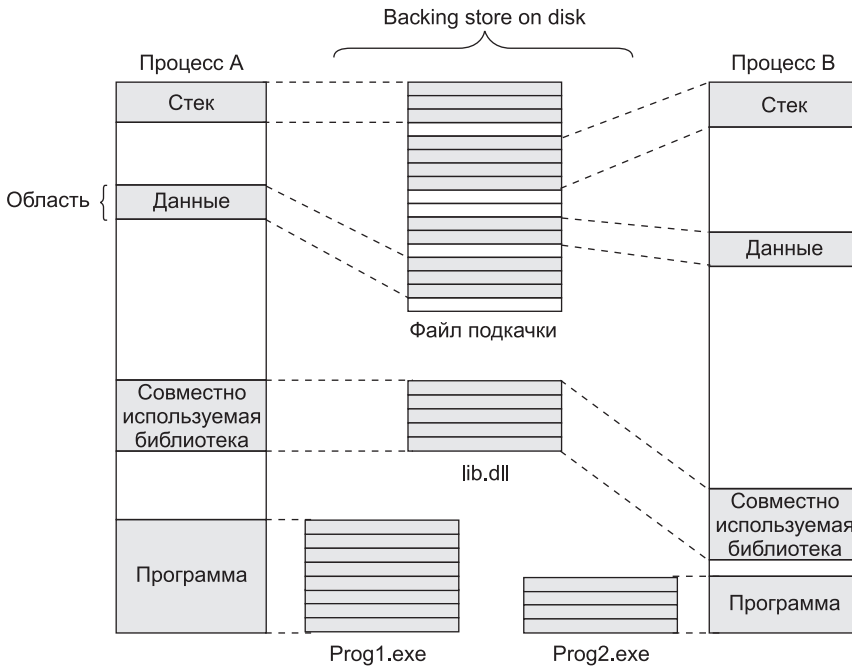 Backing store on disk
Процесс A
Процесс B
Стек
Стек
Область
Данные
Данные
Файл подкачки
Совместно
используемая
библиотека
lib.dll
Совместно
используемая
библиотека
Программа
Программа
Prog1.exe
Prog2.exe